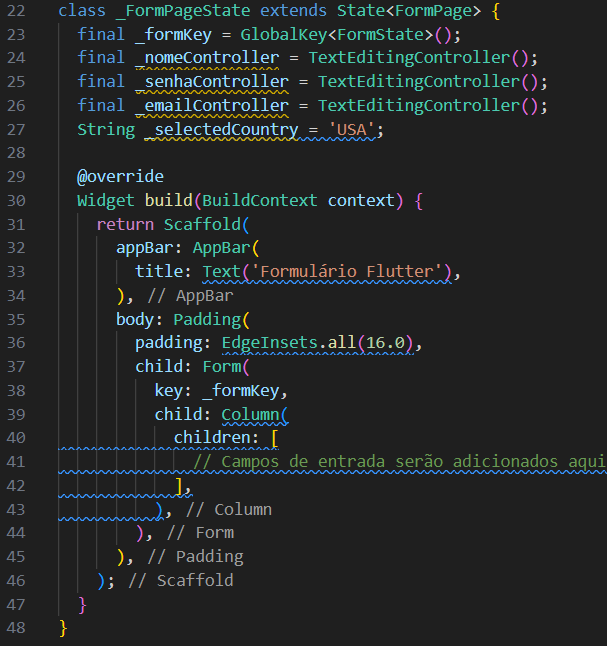 22 class _FormPageState extends State<FormPage> {
23   final _formKey = GlobalKey<FormState>();
24   final _nomeController = TextEditingController();
25   final _senhaController = TextEditingController();
26   final _emailController = TextEditingController();
27   String _selectedCountry = 'USA';
28
29   @override
30   Widget build(BuildContext context) {
31     return Scaffold(
32       appBar: AppBar(
33         title: Text('Formulário Flutter'),
34       ), // AppBar
35       body: Padding(
36         padding: EdgeInsets.all(16.0),
37         child: Form(
38           key: _formKey,
39           child: Column(
40             children: [
41               // Campos de entrada serão adicionados aqui
42             ],
43           ), // Column
44         ), // Form
45       ), // Padding
46     ); // Scaffold
47   }
48 }